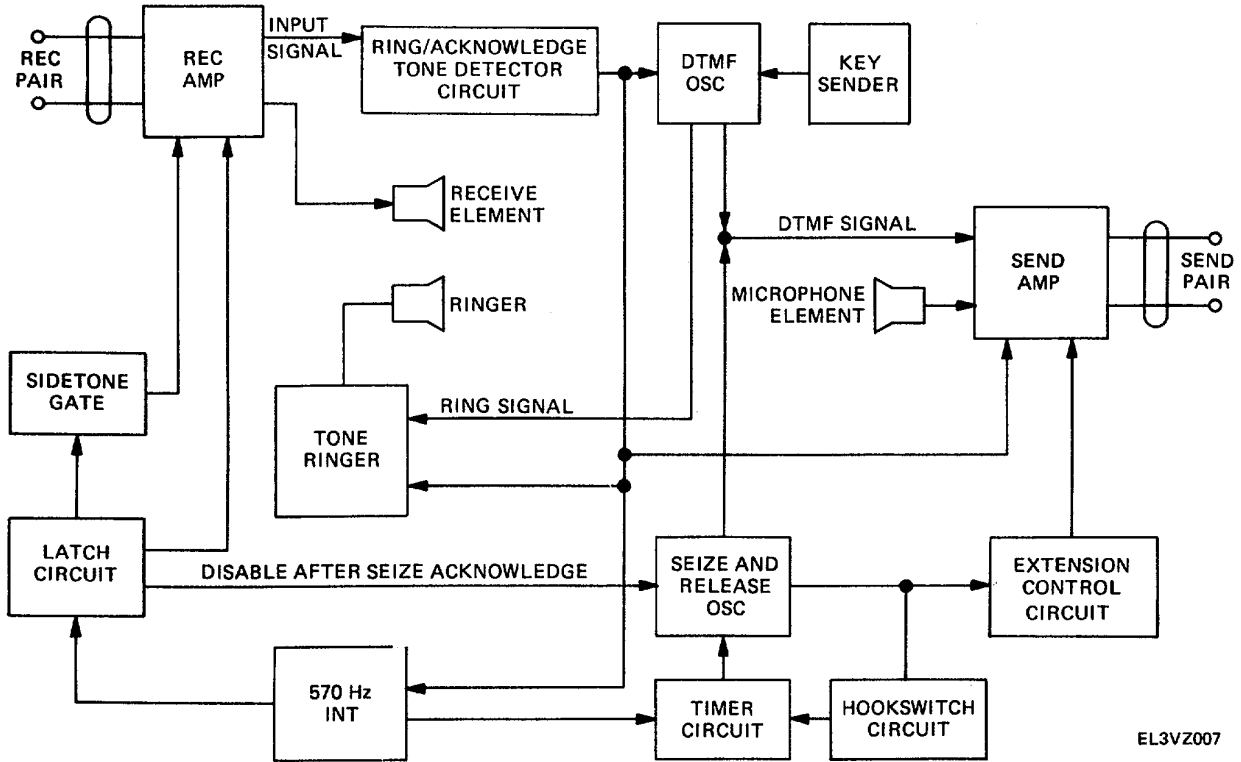 REC
PAIR
REC
AMP
INPUT
SIGNAL
RING/ACKNOWLEDGE
TONE DETECTOR
CIRCUIT
DTMF
OSC
KEY
SENDER
RECEIVE
ELEMENT
DTMF SIGNAL
SEND
AMP
SEND
PAIR
MICROPHONE
ELEMENT
RINGER
SIDETONE
GATE
RING SIGNAL
TONE
RINGER
LATCH
CIRCUIT
DISABLE AFTER SEIZE ACKNOWLEDGE
SEIZE AND
RELEASE
OSC
EXTENSION
CONTROL
CIRCUIT
570 Hz
INT
TIMER
CIRCUIT
HOOKSWITCH
CIRCUIT
EL3VZ007